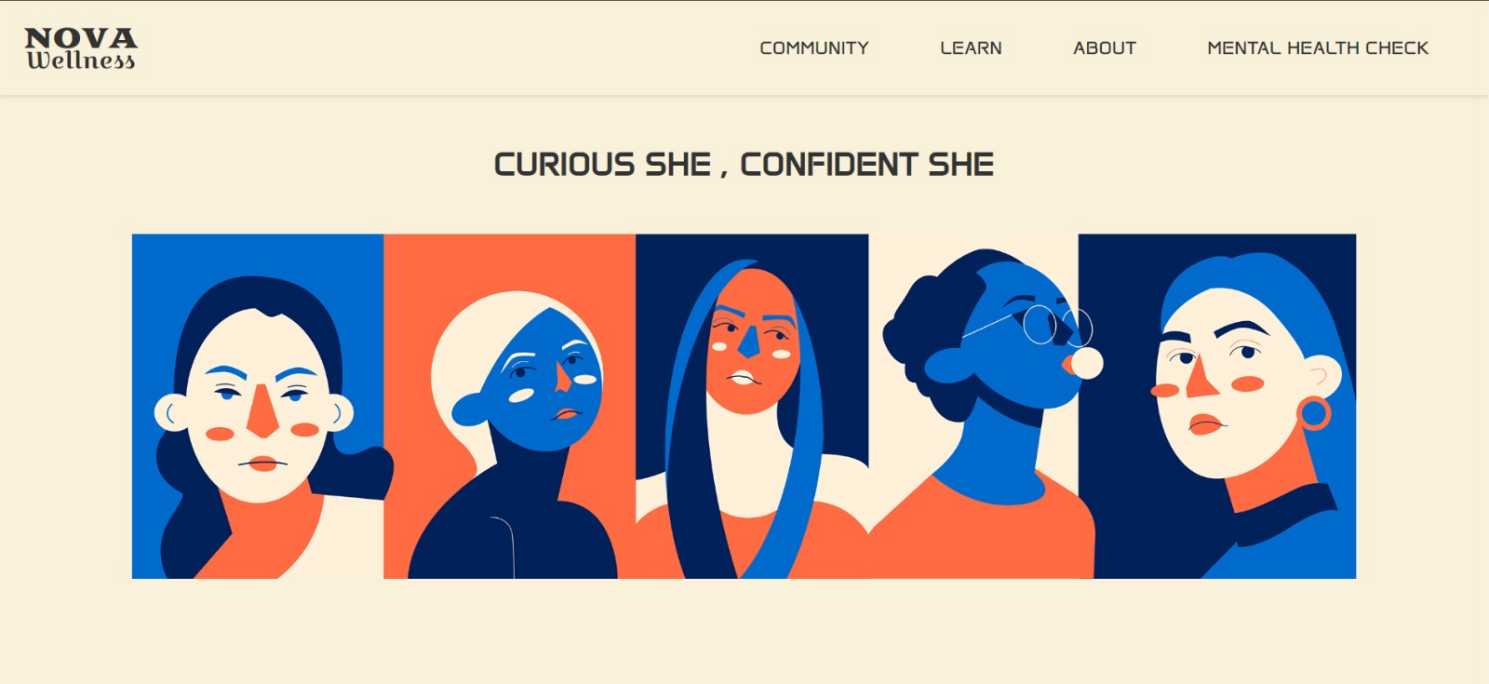 NOVA
Wellness
COMMUNITY LEARN ABOUT MENTAL HEALTH CHECK
CURIOUS SHE , CONFIDENT SHE